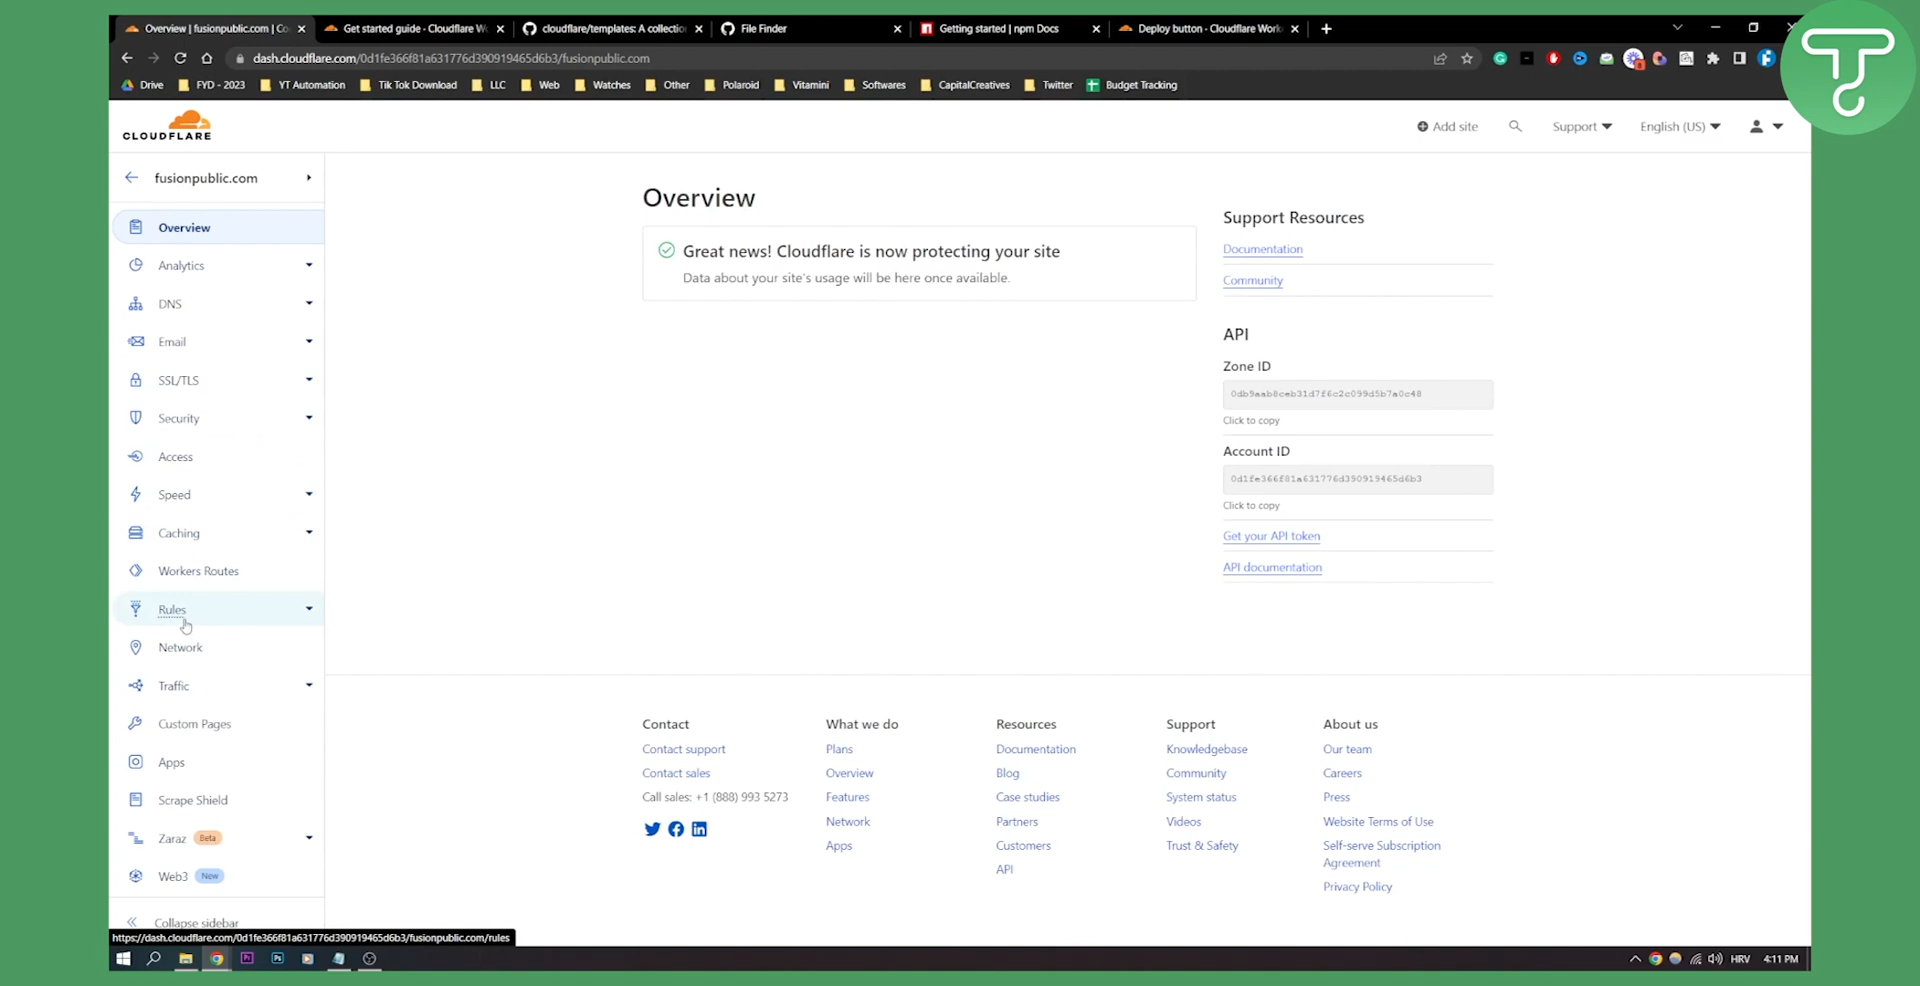 Overview | fusionpublic.com | Co
Get started guide - Cloudflare W
cloudflare/templates: A collectio
File Finder
Getting started | npm Docs
Deploy button - Cloudflare Work
dash.cloudflare.com/0d1fe366f81a631776d390919465d6b3/fusionpublic.com
Drive
FYD - 2023
YT Automation
Tik Tok Download
LLC
Web
Watches
Other
Polaroid
Vitamini
Softwares
CapitalCreatives
Twitter
Budget Tracking
CLOUDFLARE
Add site
Support
English (US)
fusionpublic.com
Overview
Analytics
DNS
Email
SSL/TLS
Security
Access
Speed
Caching
Workers Routes
Rules
Network
Traffic
Custom Pages
Apps
Scrape Shield
Zaraz Beta
Web3 New
Collapse sidebar
Overview
Great news! Cloudflare is now protecting your site
Data about your site's usage will be here once available.
Support Resources
Documentation
Community
API
Zone ID
0db9aab8ceb31d7f6c2c099d5b7a0c48
Click to copy
Account ID
0d1fe366f81a631776d390919465d6b3
Click to copy
Get your API token
API documentation
Contact
Contact support
Contact sales
Call sales: +1 (888) 993 5273
What we do
Plans
Overview
Features
Network
Apps
Resources
Documentation
Blog
Case studies
Partners
Customers
API
Support
Knowledgebase
Community
System status
Videos
Trust & Safety
About us
Our team
Careers
Press
Website Terms of Use
Self-serve Subscription
Agreement
Privacy Policy
https://dash.cloudflare.com/0d1fe366f81a631776d390919465d6b3/fusionpublic.com/rules
HRV
4:11 PM